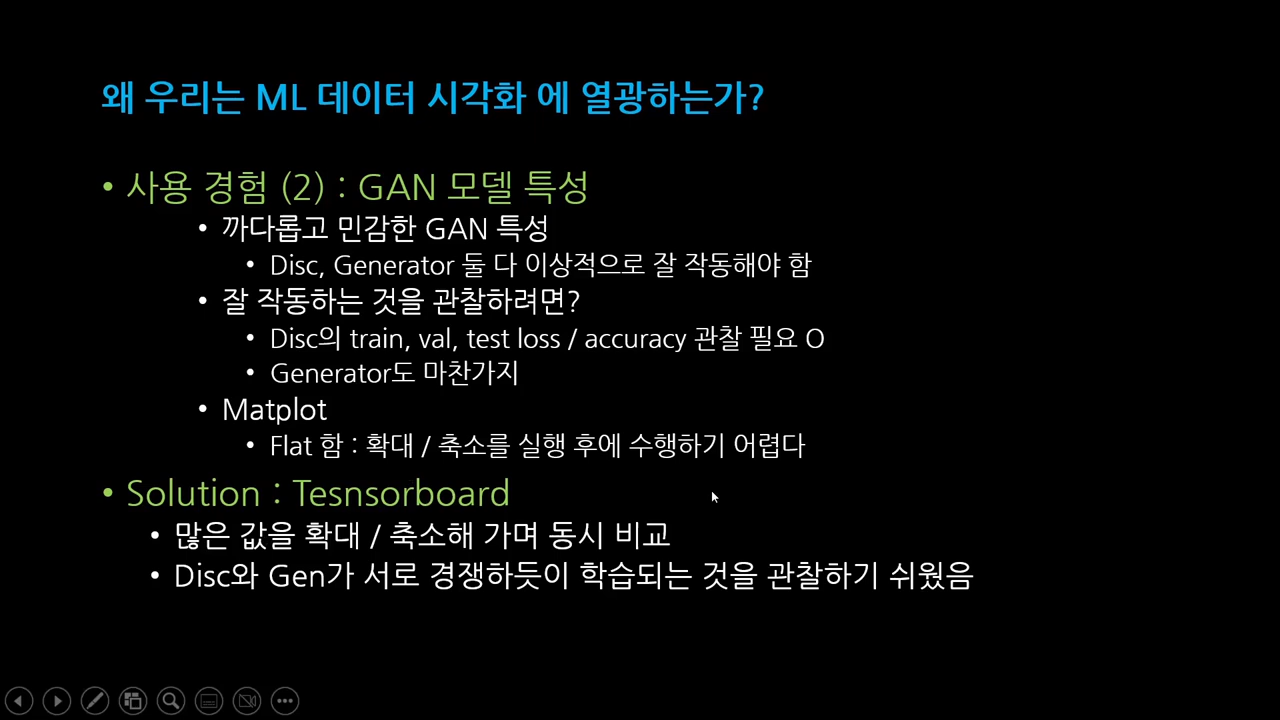 왜 우리는 ML 데이터 시각화 에 열광하는가?
• 사용 경험 (2) : GAN 모델 특성
• 까다롭고 민감한 GAN 특성
• Disc, Generator 둘 다 이상적으로 잘 작동해야 함
• 잘 작동하는 것을 관찰하려면?
• Disc의 train, val, test loss / accuracy 관찰 필요 O
• Generator도 마찬가지
• Matplot
• Flat 함 : 확대 / 축소를 실행 후에 수행하기 어렵다
• Solution : Tesnsorboard
• 많은 값을 확대 / 축소해 가며 동시 비교
• Disc와 Gen가 서로 경쟁하듯이 학습되는 것을 관찰하기 쉬웠음